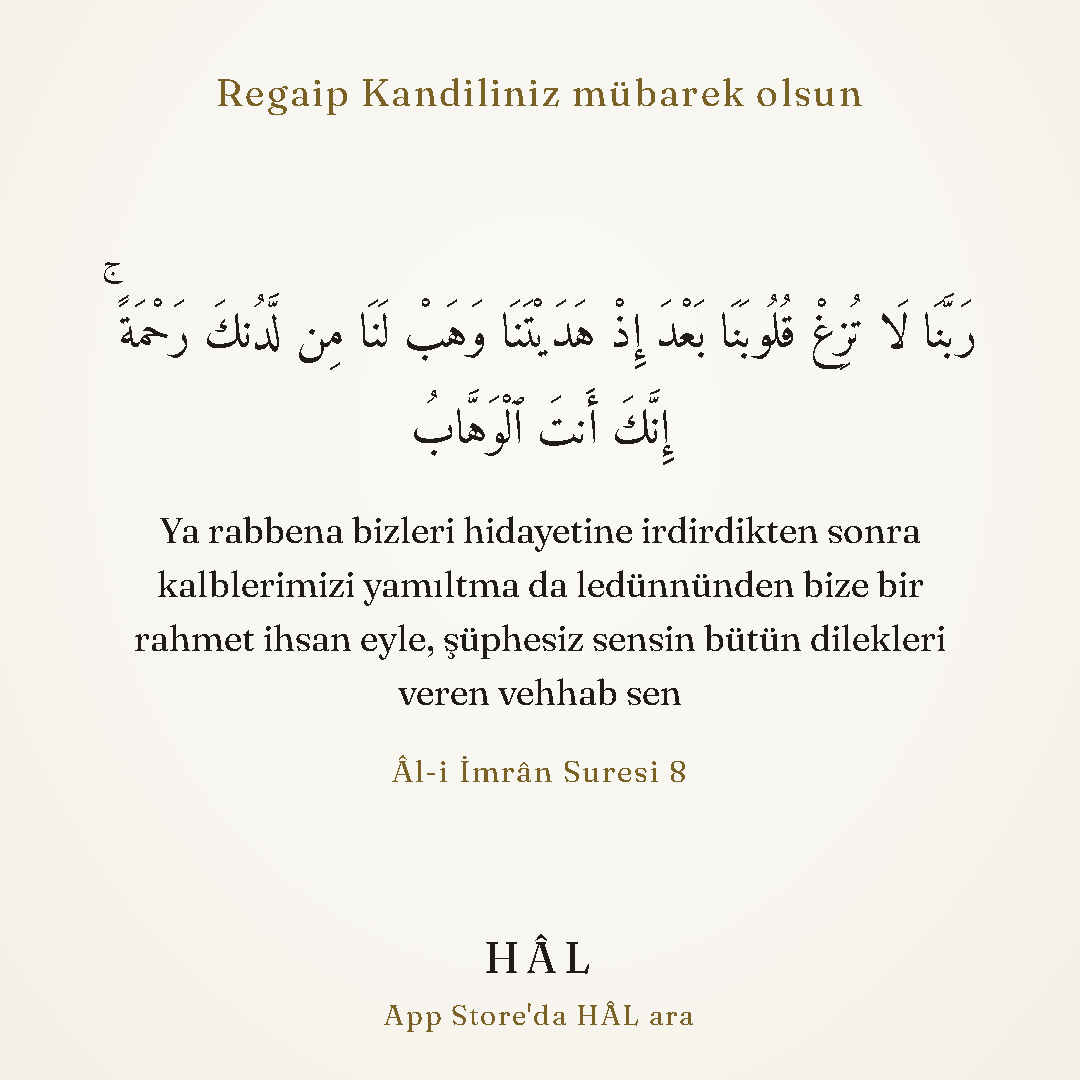 Regaip Kandiliniz mübarek olsun
رَبَّنَا لَا تُزِغْ قُلُوبَنَا بَعْدَ إِذْ هَدَيْتَنَا وَهَبْ لَنَا مِن لَّدُنكَ رَحْمَةً ۚ
إِنَّكَ أَنتَ ٱلْوَهَّابُ
Ya rabbena bizleri hidayetine irdirdikten sonra
kalblerimizi yamıltma da ledünnünden bize bir
rahmet ihsan eyle, şüphesiz sensin bütün dilekleri
veren vehhab sen
Âl-i İmrân Suresi 8
HÂL
App Store'da HÂL ara